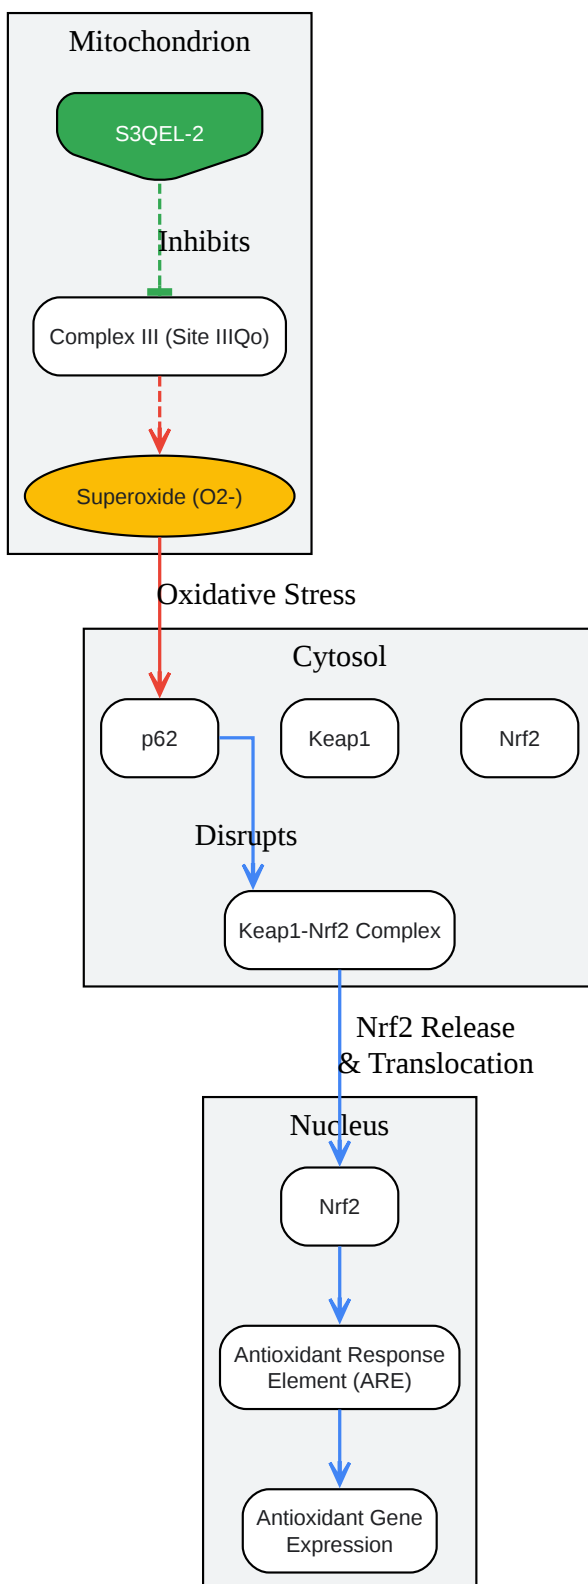 Mitochondrion
S3QEL-2
Inhibits
Complex III (Site IIIQo)
Superoxide (O2-)
Oxidative Stress
Cytosol
p62
Keap1
Nrf2
Disrupts
Keap1-Nrf2 Complex
Nrf2 Release
& Translocation
Nucleus
Nrf2
Antioxidant Response
Element (ARE)
Antioxidant Gene
Expression